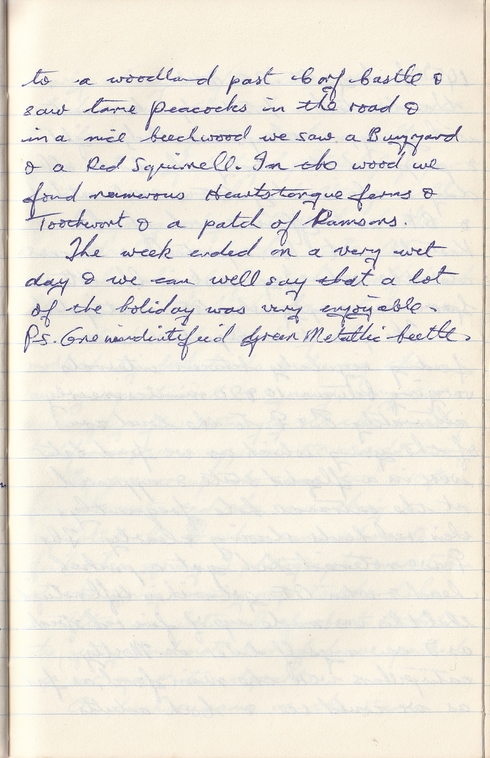 to a woodland past Corf Castle &
saw tame Peacocks in the road &
in a nice beechwood we saw a Buzzyard
& a Red Squirrell. In the wood we
found numerous Heartstongue ferns &
Toothwort & a patch of Ramsons.
The week ended on a very wet
day & we can well say that a lot
of the holiday was very enjoyable.
P.S. One unidintifeid green Metallic beetle.